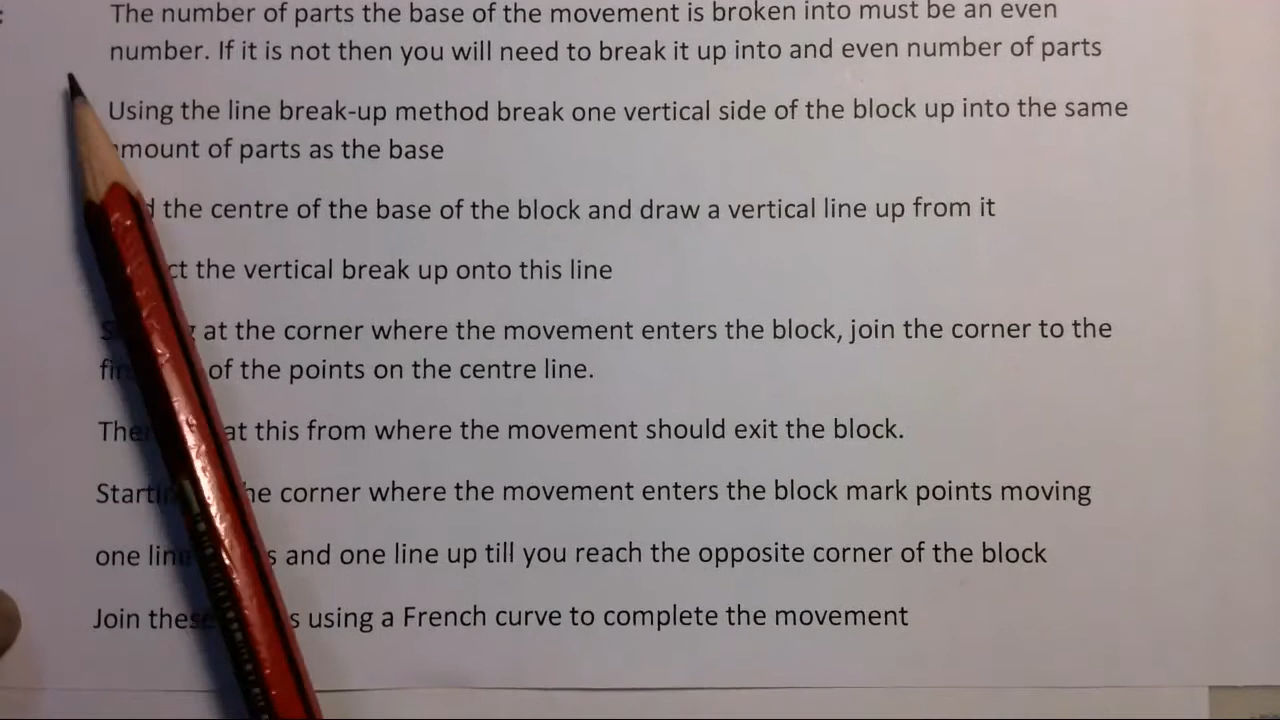 The number of parts the base of the movement is broken into must be an even
number. If it is not then you will need to break it up into and even number of parts
Using the line break-up method break one vertical side of the block up into the same
mount of parts as the base
the centre of the base of the block and draw a vertical line up from it
the vertical break up onto this line
at the corner where the movement enters the block, join the corner to the
of the points on the centre line.
this from where the movement should exit the block.
corner where the movement enters the block mark points moving
one line and one line up till you reach the opposite corner of the block
Join these using a French curve to complete the movement